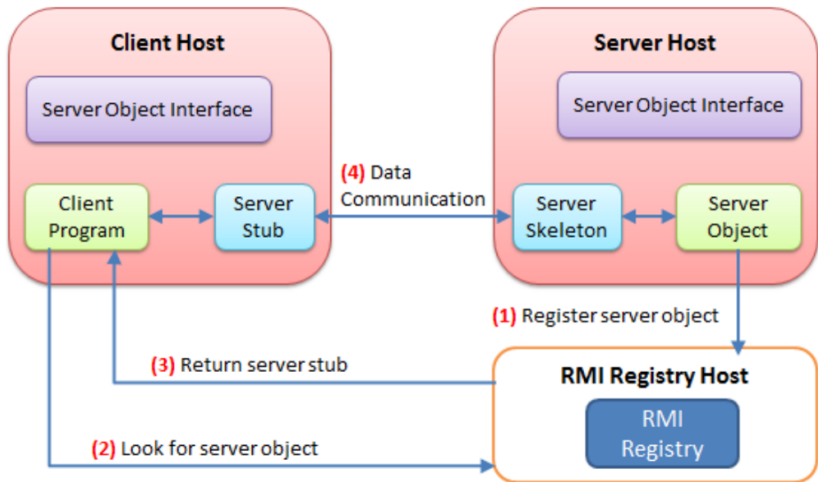 Client Host
Server Host
Server Object Interface
Server Object Interface
(4) Data
Communication
Client
Program
Server
Stub
Server
Skeleton
Server
Object
(1) Register server object
(3) Return server stub
RMI Registry Host
RMI
Registry
(2) Look for server object